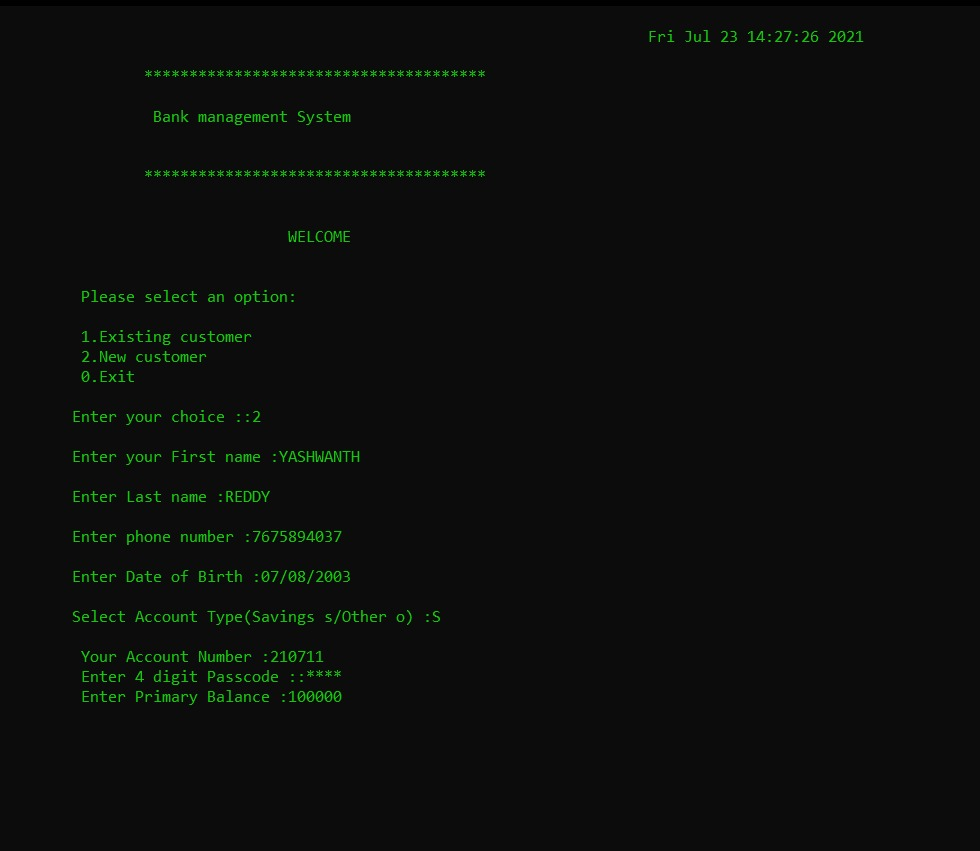 Fri Jul 23 14:27:26 2021
**************************************
Bank management System
**************************************
WELCOME
Please select an option:
1.Existing customer
2.New customer
0.Exit
Enter your choice ::2
Enter your First name :YASHWANTH
Enter Last name :REDDY
Enter phone number :7675894037
Enter Date of Birth :07/08/2003
Select Account Type(Savings s/Other o) :S
Your Account Number :210711
Enter 4 digit Passcode ::****
Enter Primary Balance :100000